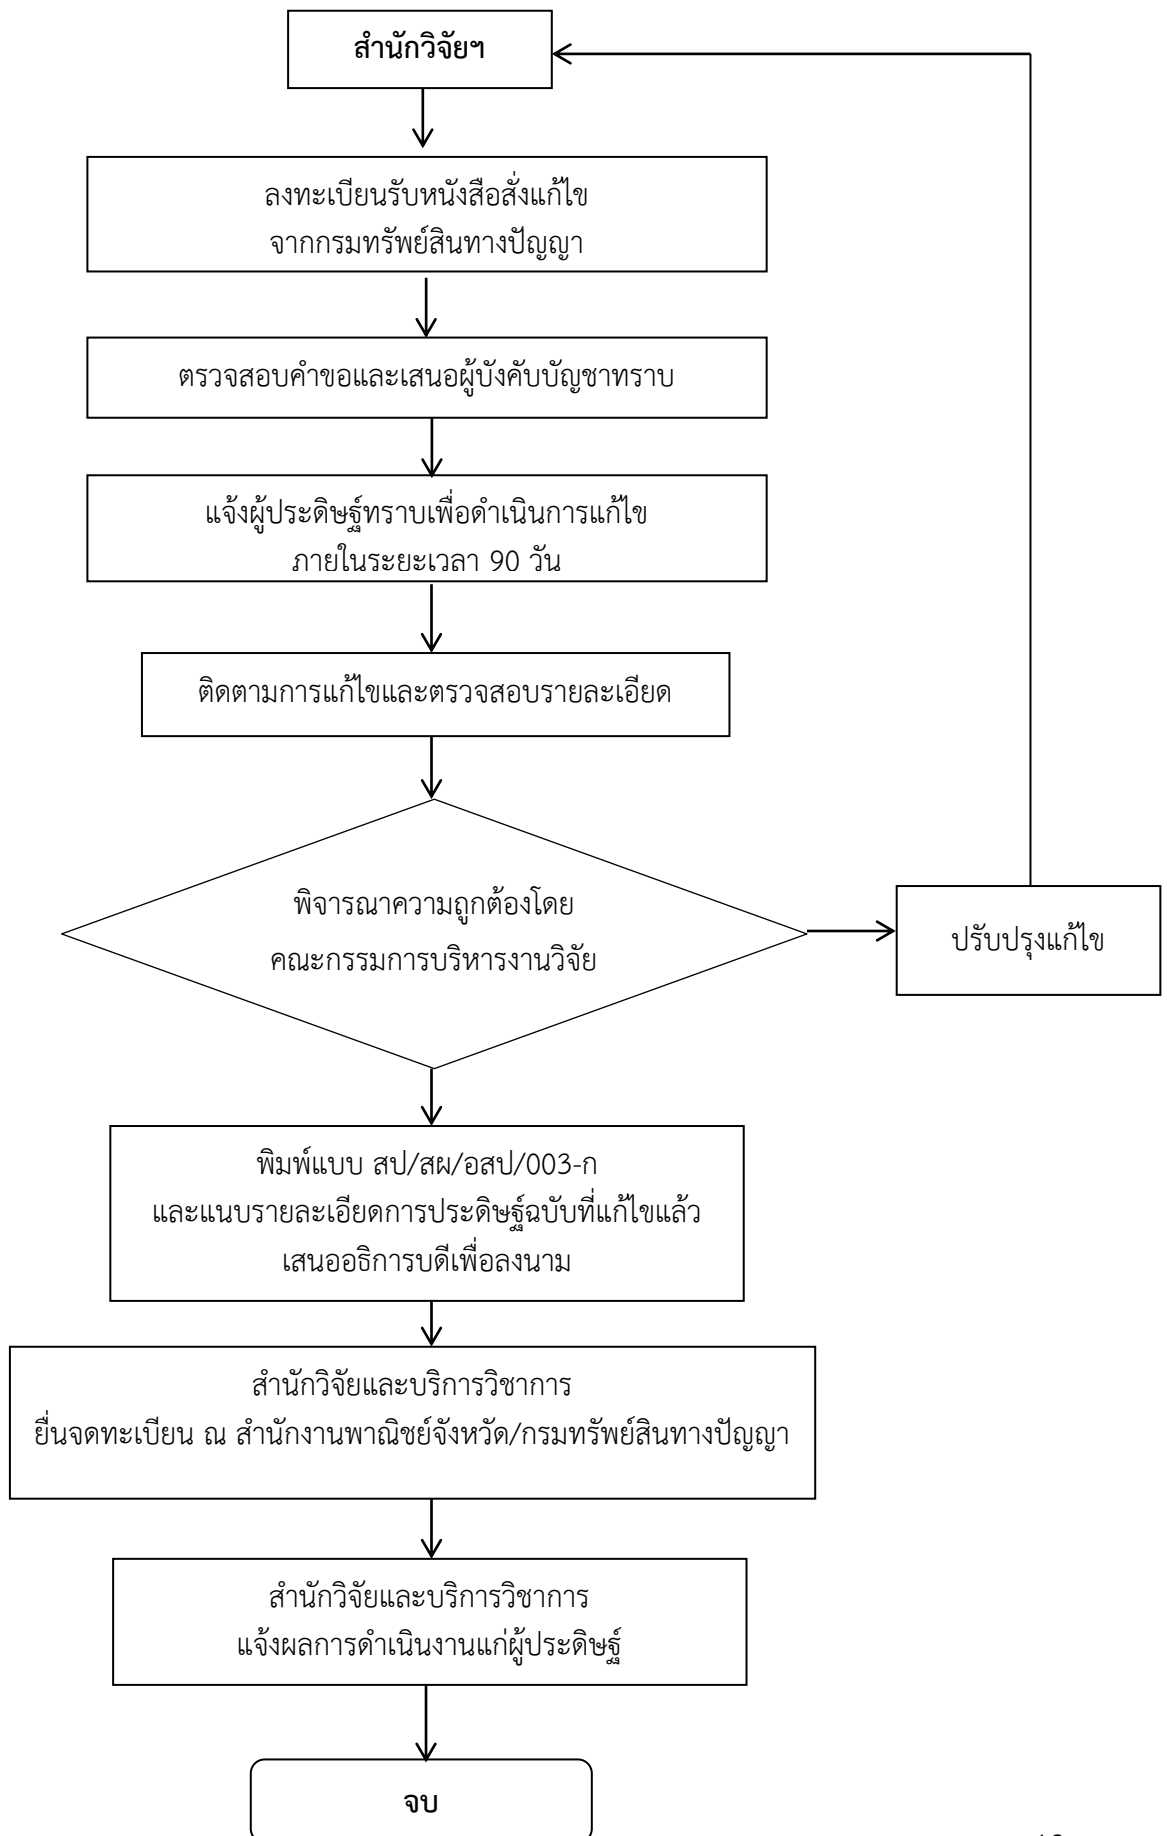 สำนักวิจัยฯ
ลงทะเบียนรับหนังสือสั่งแก้ไข
จากกรมทรัพย์สินทางปัญญา
ตรวจสอบคำขอและเสนอผู้บังคับบัญชาทราบ
แจ้งผู้ประดิษฐ์ทราบเพื่อดำเนินการแก้ไข
ภายในระยะเวลา 90 วัน
ติดตามการแก้ไขและตรวจสอบรายละเอียด
พิจารณาความถูกต้องโดย
คณะกรรมการบริหารงานวิจัย
ปรับปรุงแก้ไข
พิมพ์แบบ สป/สผ/อสป/003-ก
และแนบรายละเอียดการประดิษฐ์ฉบับที่แก้ไขแล้ว
เสนออธิการบดีเพื่อลงนาม
สำนักวิจัยและบริการวิชาการ
ยื่นจดทะเบียน ณ สำนักงานพาณิชย์จังหวัด/กรมทรัพย์สินทางปัญญา
สำนักวิจัยและบริการวิชาการ
แจ้งผลการดำเนินงานแก่ผู้ประดิษฐ์
จบ